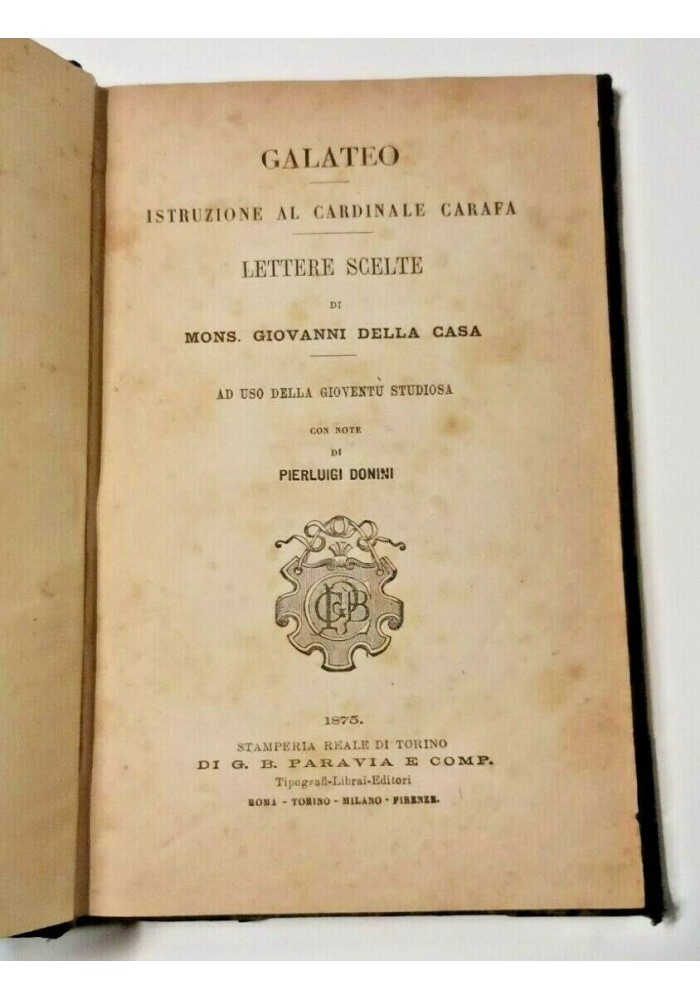 GALATEO
ISTRUZIONE AL CARDINALE CARAFA
LETTERE SCELTE
DI
MONS. GIOVANNI DELLA CASA
AD USO DELLA GIOVENTÙ STUDIOSA
CON NOTE
DI
PIERLUIGI DONINI
1875.
STAMPERIA REALE DI TORINO
DI G. B. PARAVIA E COMP.
Tipografi-Librai-Editori
ROMA - TORINO - MILANO - FIRENZE.